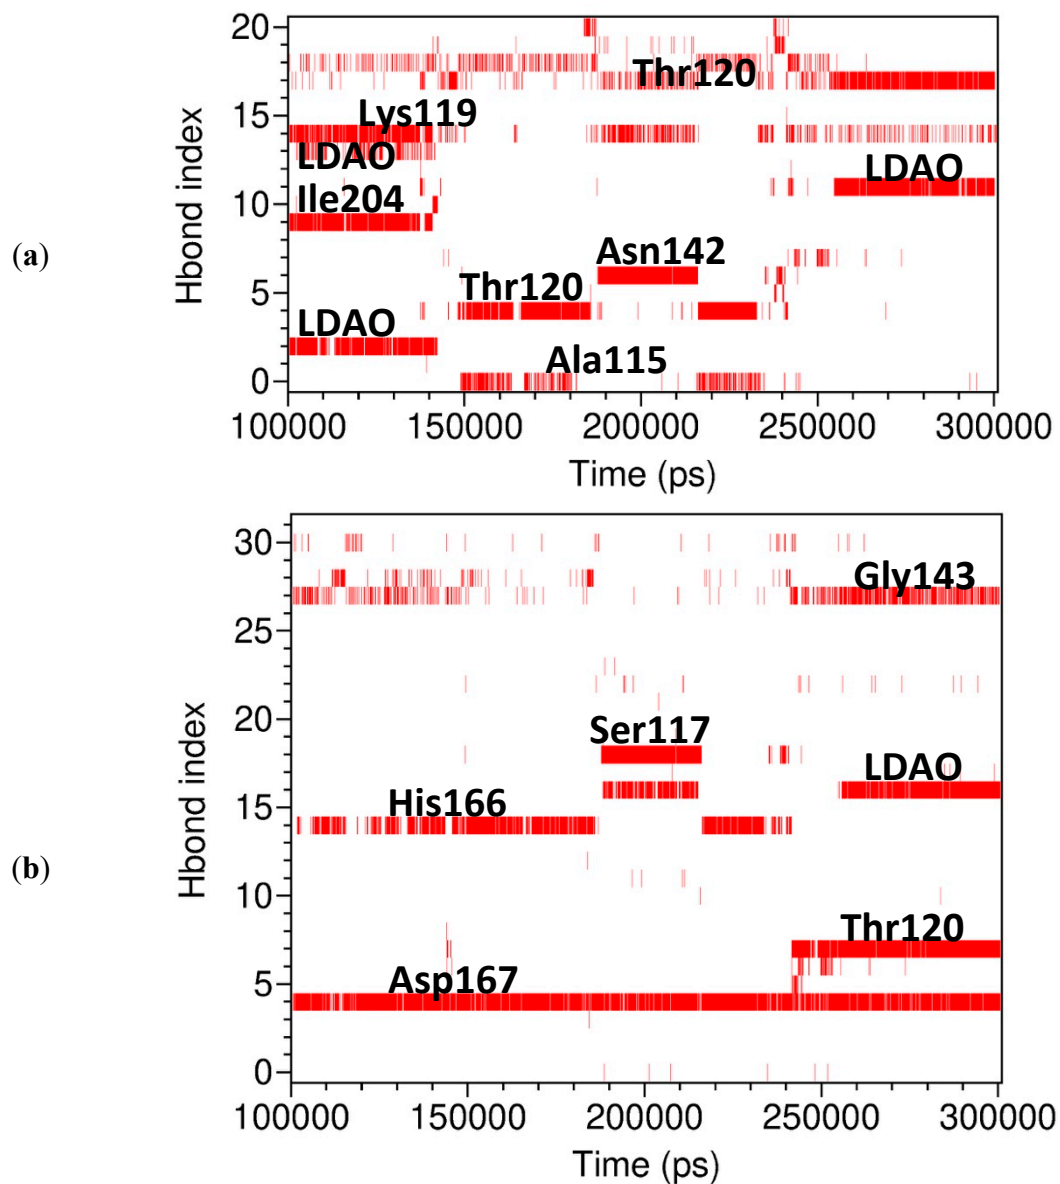 (a)
Hbond index
20
15
10
5
0
Thr120
Lys119
LDAO
LDAO
Ile204
Asn142
Thr120
LDAO
Ala115
100000 150000 200000 250000 300000
Time (ps)
(b)
Hbond index
30
25
20
15
10
5
0
Gly143
Ser117
LDAO
His166
Thr120
Asp167
100000 150000 200000 250000 300000
Time (ps)